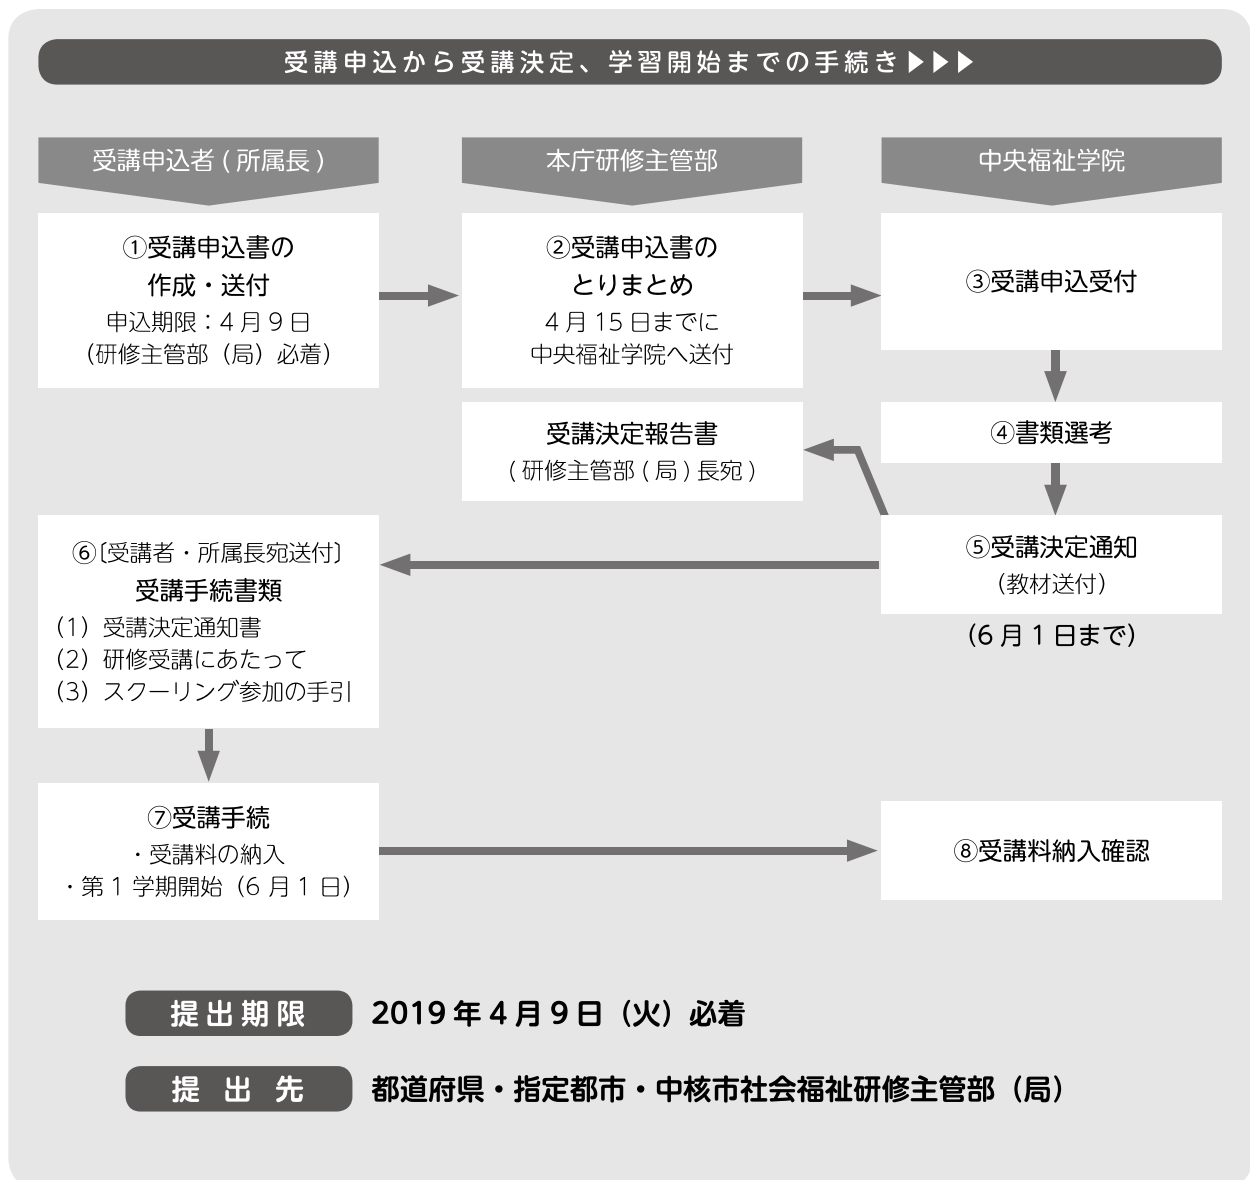 受講申込から受講決定、学習開始までの手続き▶▶▶
受講申込者(所属長)
本庁研修主管部
中央福祉学院
①受講申込書の
作成・送付
申込期限：4月9日
（研修主管部（局）必着）
②受講申込書の
とりまとめ
4月15日までに
中央福祉学院へ送付
③受講申込受付
受講決定報告書
(研修主管部(局)長宛)
④書類選考
⑤受講決定通知
（教材送付）
（6月1日まで）
⑥〔受講者・所属長宛送付〕
受講手続書類
（1）受講決定通知書
（2）研修受講にあたって
（3）スクーリング参加の手引
⑦受講手続
・受講料の納入
・第1学期開始（6月1日）
⑧受講料納入確認
提出期限 2019年4月9日（火）必着
提出先 都道府県・指定都市・中核市社会福祉研修主管部（局）